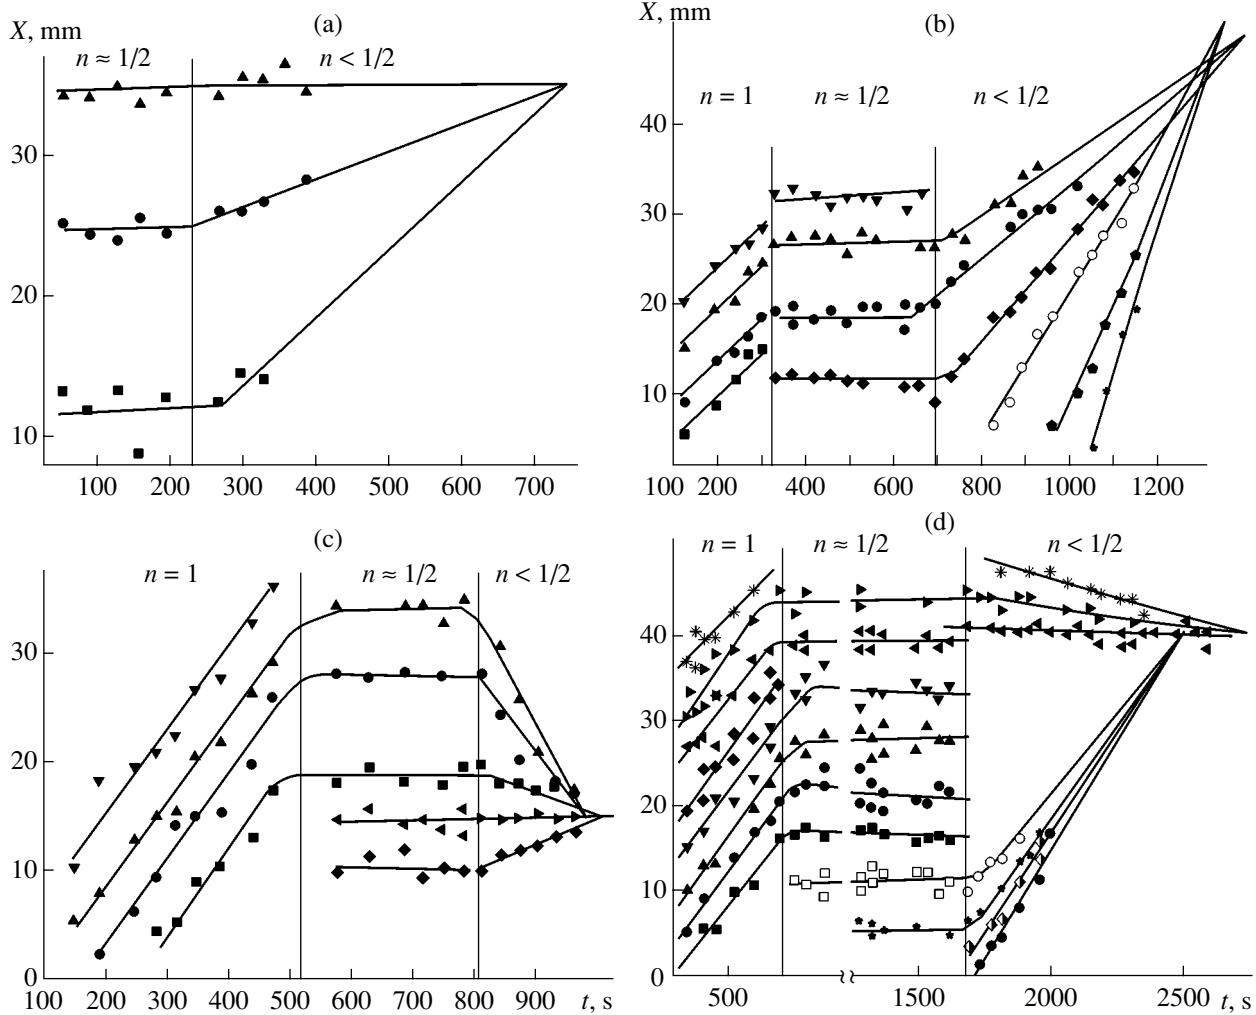 (a)
X, mm
n ≈ 1/2
n < 1/2
30
20
10
100 200 300 400 500 600 700
X, mm
(b)
n = 1
n ≈ 1/2
n < 1/2
40
30
20
10
100 200 400 600 800 1000 1200
(c)
n = 1
n ≈ 1/2
n < 1/2
30
20
10
0
100 200 300 400 500 600 700 800 900 t, s
(d)
n = 1
n ≈ 1/2
n < 1/2
40
30
20
10
0
500 1500 2000 2500 t, s